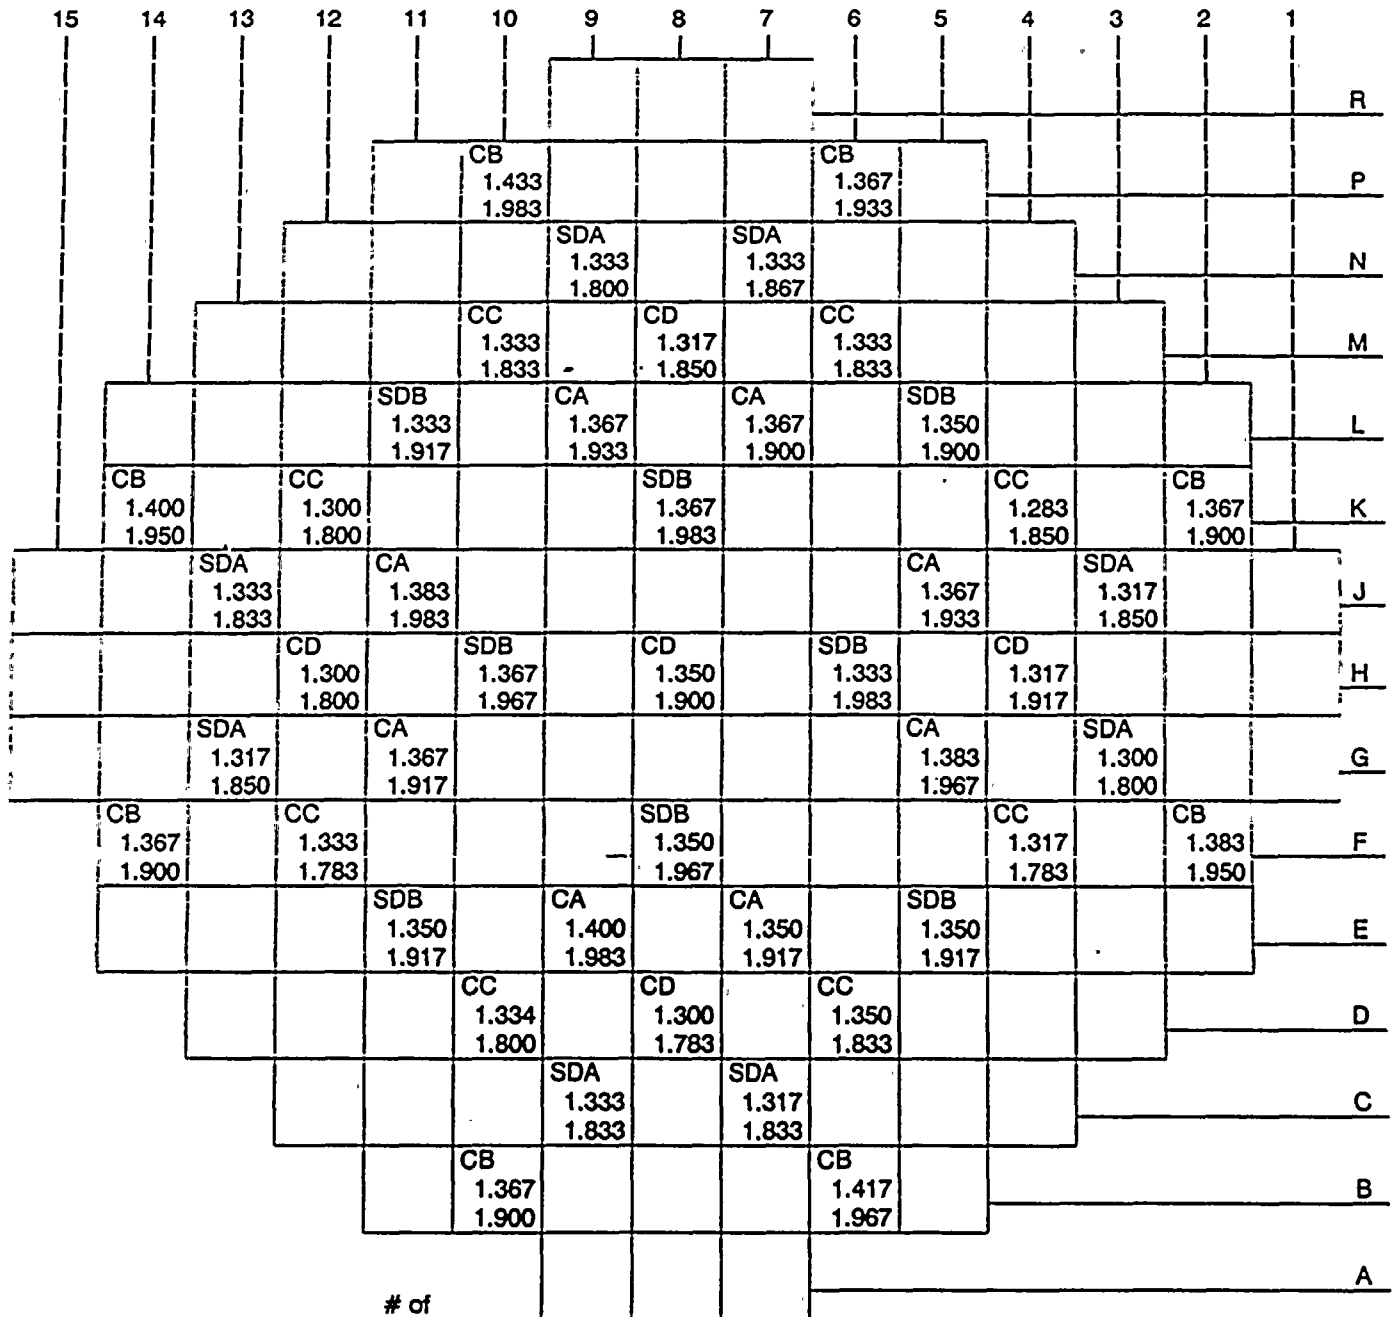 15 14 13 12 11 10 9 8 7 6 5 4 3 2 1
R
CB CB
1.433 1.367 P
1.983 1.933
SDA SDA
1.333 1.333 N
1.800 1.867
CC CD CC
1.333 1.317 1.333 M
1.833 1.850 1.833
SDB CA CA SDB
1.333 1.367 1.367 1.350 L
1.917 1.933 1.900 1.900
CB CC SDB CC CB
1.400 1.300 1.367 1.283 1.367 K
1.950 1.800 1.983 1.850 1.900
SDA CA CA SDA
1.333 1.383 1.367 1.317 J
1.833 1.983 1.933 1.850
CD SDB CD SDB CD
1.300 1.367 1.350 1.333 1.317 H
1.800 1.967 1.900 1.983 1.917
SDA CA CA SDA
1.317 1.367 1.383 1.300 G
1.850 1.917 1.967 1.800
CB CC SDB CC CB
1.367 1.333 1.350 1.317 1.383 F
1.900 1.783 1.967 1.783 1.950
SDB CA CA SDB
1.350 1.400 1.350 1.350 E
1.917 1.983 1.917 1.917
CC CD CC
1.334 1.300 1.350 D
1.800 1.783 1.833
SDA SDA
1.333 1.317 C
1.833 1.833
CB CB
1.367 1.417 B
1.900 1.967
A
# of